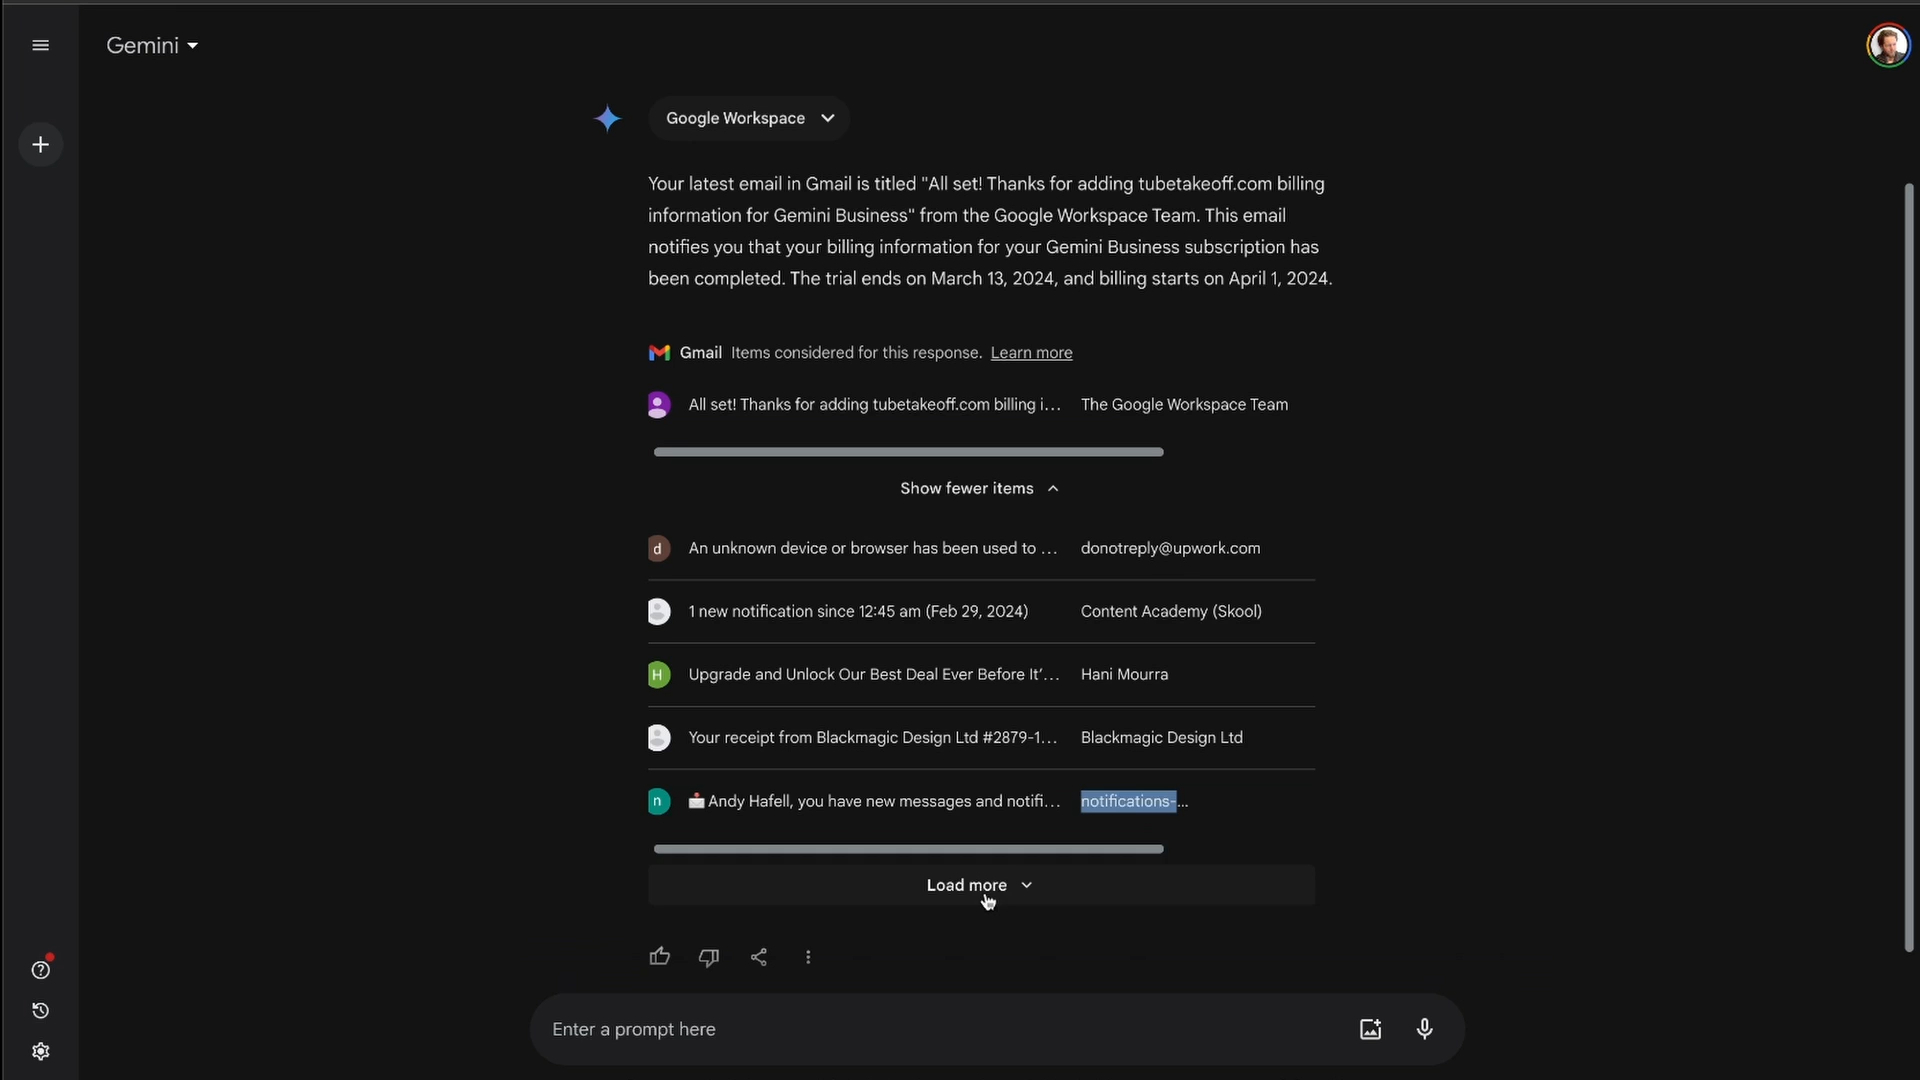 Gemini
Google Workspace
Your latest email in Gmail is titled "All set! Thanks for adding tubetakeoff.com billing
information for Gemini Business" from the Google Workspace Team. This email
notifies you that your billing information for your Gemini Business subscription has
been completed. The trial ends on March 13, 2024, and billing starts on April 1, 2024.
Gmail Items considered for this response. Learn more
All set! Thanks for adding tubetakeoff.com billing i... The Google Workspace Team
Show fewer items
d An unknown device or browser has been used to ... donotreply@upwork.com
1 new notification since 12:45 am (Feb 29, 2024) Content Academy (Skool)
H Upgrade and Unlock Our Best Deal Ever Before It’... Hani Mourra
Your receipt from Blackmagic Design Ltd #2879-1... Blackmagic Design Ltd
n 📩 Andy Hafell, you have new messages and notifi... notifications-...
Load more
Enter a prompt here